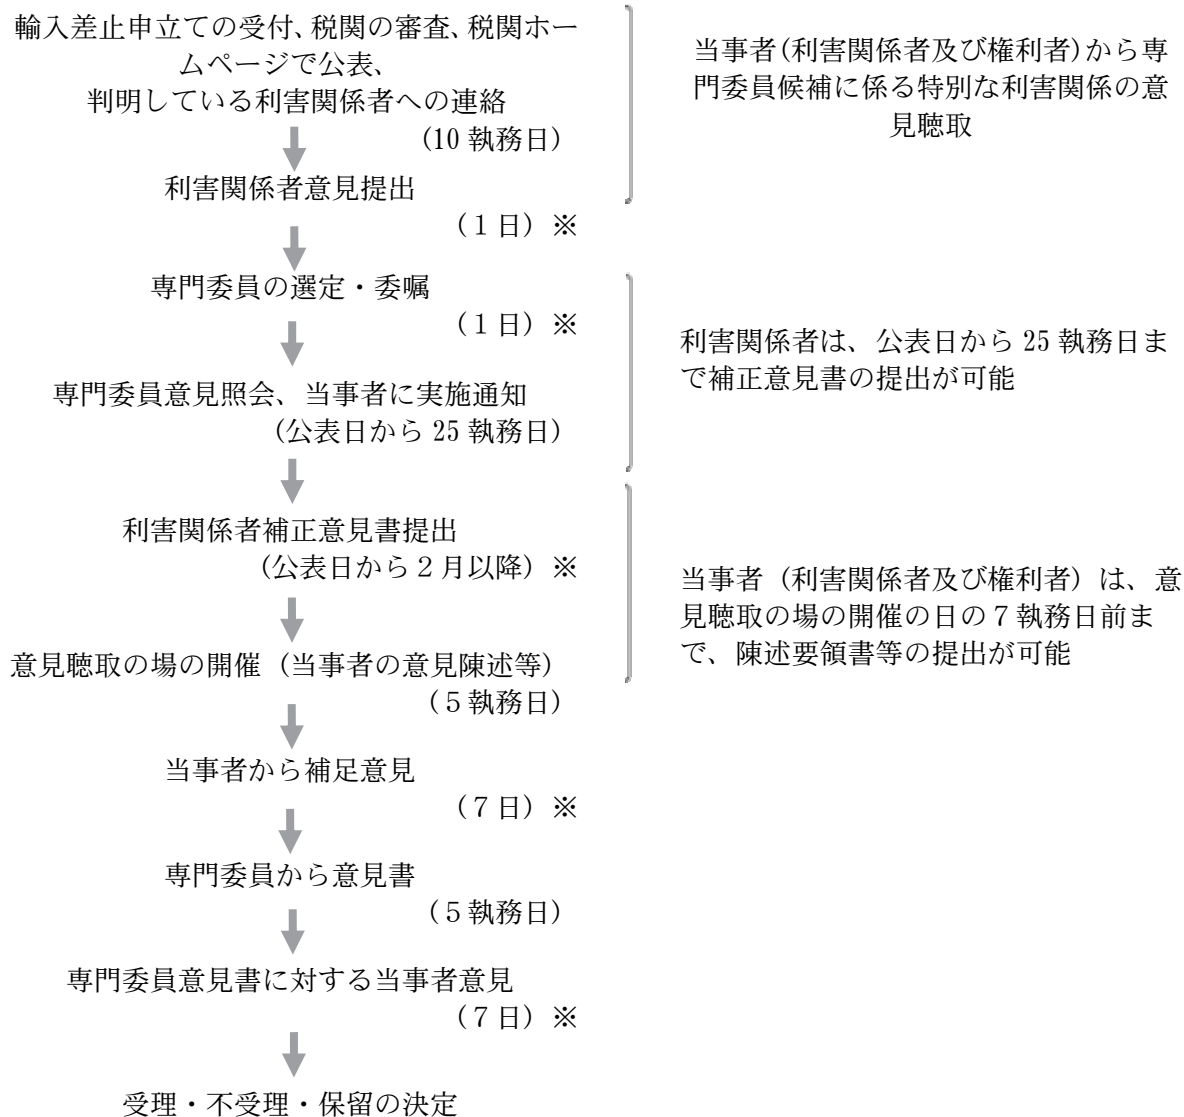 輸入差止申立ての受付、税関の審査、税関ホー
ムページで公表、
判明している利害関係者への連絡
(10 執務日)
当事者(利害関係者及び権利者)から専
門委員候補に係る特別な利害関係の意
見聴取
利害関係者意見提出
(1日) ※
専門委員の選定・委嘱
(1日) ※
専門委員意見照会、当事者に実施通知
(公表日から 25 執務日)
利害関係者は、公表日から 25 執務日ま
で補正意見書の提出が可能
利害関係者補正意見書提出
(公表日から2月以降) ※
意見聴取の場の開催 (当事者の意見陳述等)
(5執務日)
当事者 (利害関係者及び権利者) は、意
見聴取の場の開催の日の7執務日前ま
で、陳述要領書等の提出が可能
当事者から補足意見
(7日) ※
専門委員から意見書
(5執務日)
専門委員意見書に対する当事者意見
(7日) ※
受理・不受理・保留の決定